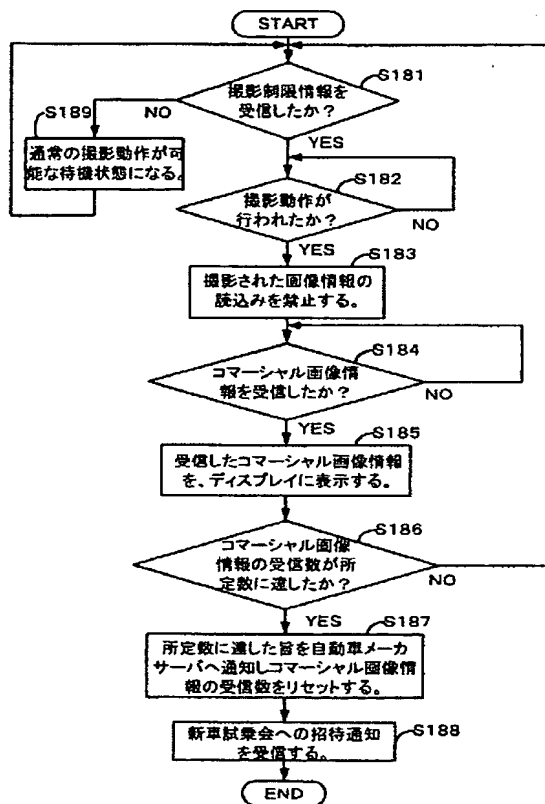 START
S181
撮影制限情報を
受信したか？
NO
YES
S189
通常の撮影動作が可
能な待機状態になる。
S182
撮影動作が
行われたか？
NO
YES
S183
撮影された画像情報の
読込みを禁止する。
S184
コマーシャル画像情
報を受信したか？
NO
YES
S185
受信したコマーシャル画像情報
を、ディスプレイに表示する。
S186
コマーシャル画像
情報の受信数が所
定数に達したか？
NO
YES
S187
所定数に達した旨を自動車メーカ
サーバへ通知しコマーシャル画像情
報の受信数をリセットする。
S188
新車試乗会への招待通知
を受信する。
END